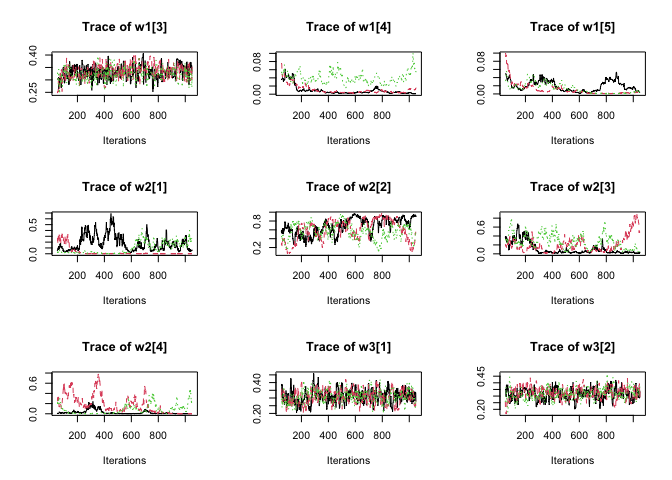 Trace of w1[3] Trace of w1[4] Trace of w1[5]
0.25 0.40 0.00 0.08 0.00 0.08
200 400 600 800 200 400 600 800 200 400 600 800
Iterations Iterations Iterations
Trace of w2[1] Trace of w2[2] Trace of w2[3]
0.0 0.5 0.2 0.8 0.0 0.6
200 400 600 800 200 400 600 800 200 400 600 800
Iterations Iterations Iterations
Trace of w2[4] Trace of w3[1] Trace of w3[2]
0.0 0.6 0.20 0.40 0.20 0.45
200 400 600 800 200 400 600 800 200 400 600 800
Iterations Iterations Iterations